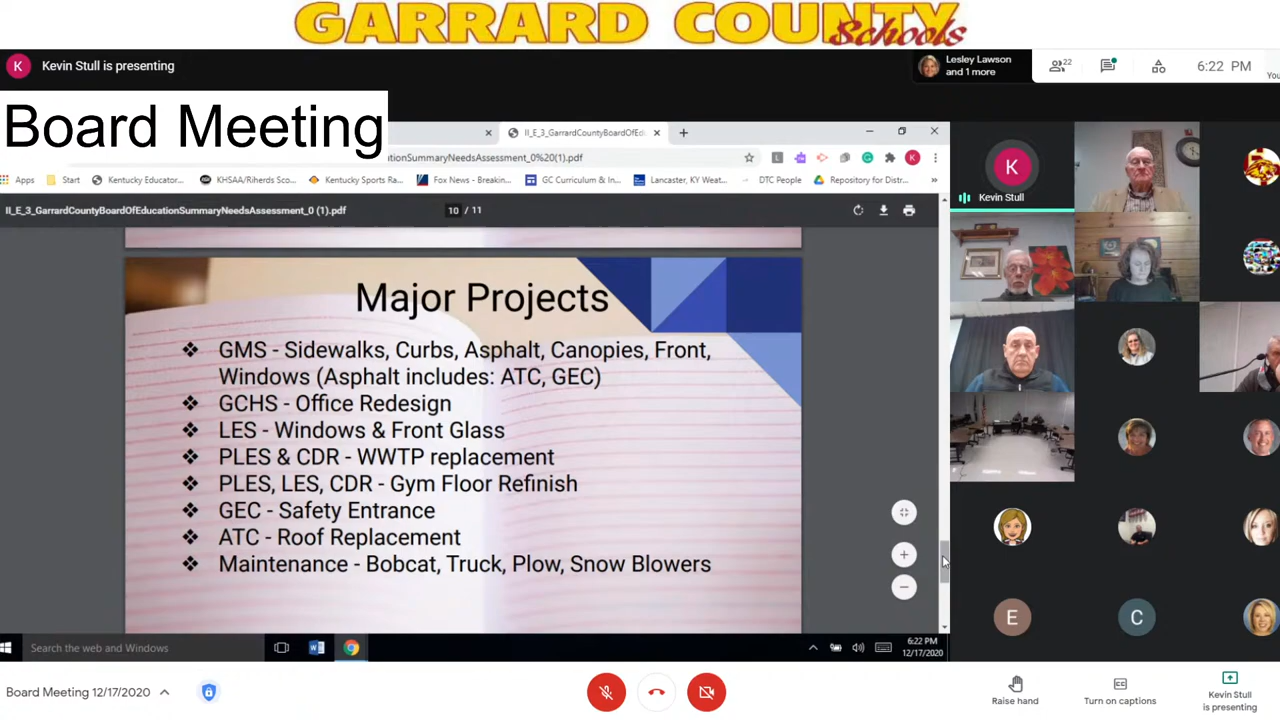 GARRARD COUNTY
Schools
K Kevin Stull is presenting
Lesley Lawson
and 1 more
22
6:22 PM
You
Board Meeting
II_E_3_GarrardCountyBoardOfEd
ationSummaryNeedsAssessment_0%20(1).pdf
Apps
Start
Kentucky Educator...
KHSAA/Riherds Sco...
Kentucky Sports Ra...
Fox News - Breakin...
GC Curriculum & In...
Lancaster, KY Weat...
DTC People
Repository for Distr...
II_E_3_GarrardCountyBoardOfEducationSummaryNeedsAssessment_0 (1).pdf
10 / 11
K
Kevin Stull
Major Projects
❖ GMS - Sidewalks, Curbs, Asphalt, Canopies, Front,
Windows (Asphalt includes: ATC, GEC)
❖ GCHS - Office Redesign
❖ LES - Windows & Front Glass
❖ PLES & CDR - WWTP replacement
❖ PLES, LES, CDR - Gym Floor Refinish
❖ GEC - Safety Entrance
❖ ATC - Roof Replacement
❖ Maintenance - Bobcat, Truck, Plow, Snow Blowers
E
C
Search the web and Windows
6:22 PM
12/17/2020
Board Meeting 12/17/2020
Raise hand
Turn on captions
Kevin Stull
is presenting